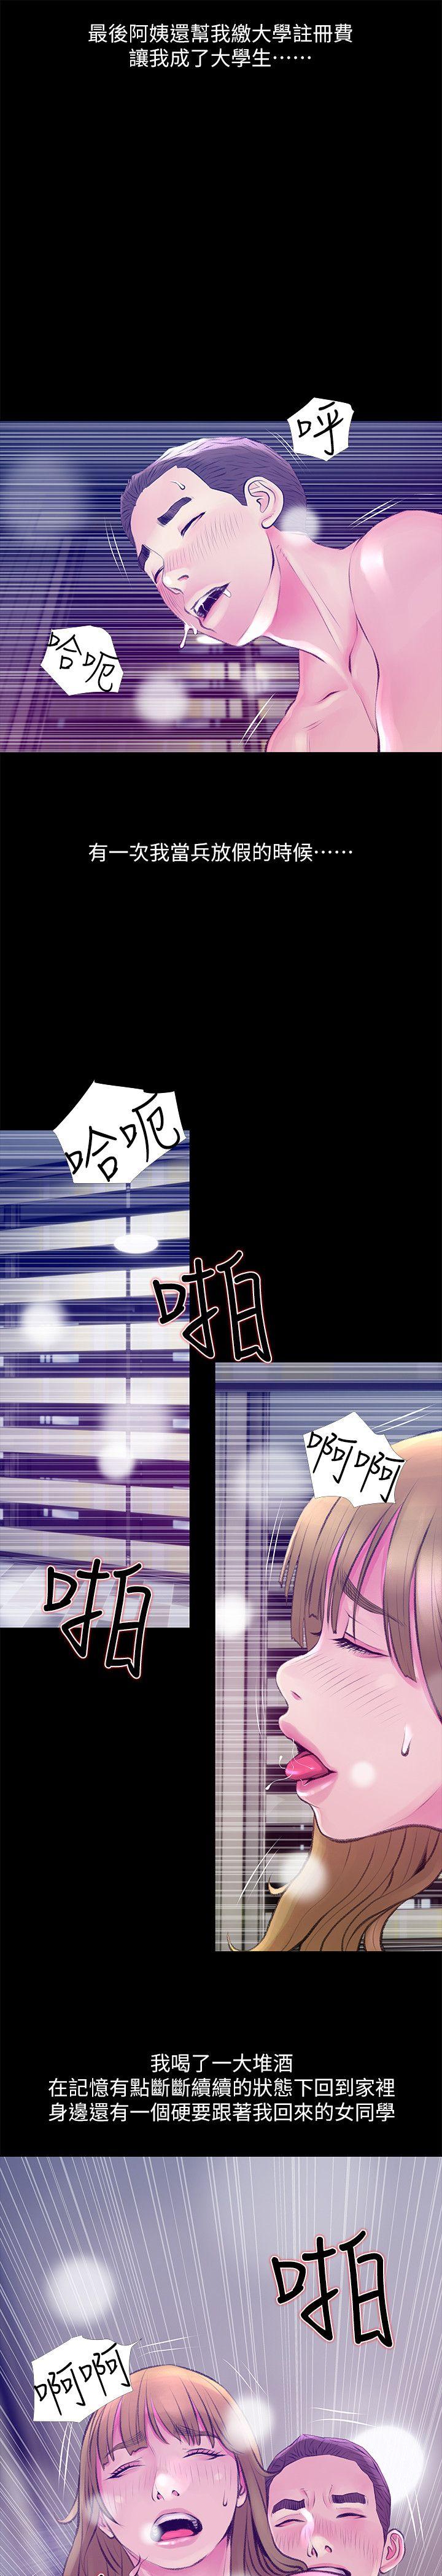 最後阿姨還幫我繳大學註冊費
讓我成了大學生⋯⋯
呼
哈呃
有一次我當兵放假的時候⋯⋯
哈呃
啪
啊啊
啪
我喝了一大堆酒
在記憶有點斷斷續續的狀態下回到家裡
身邊還有一個硬要跟著我回來的女同學
啪
啊啊